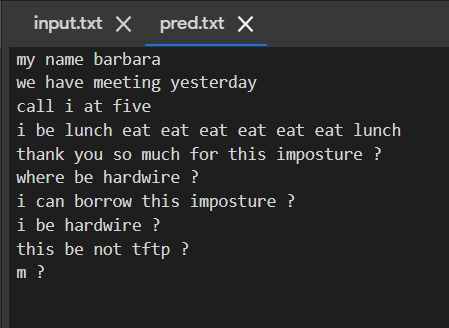 input.txt pred.txt
my name barbara
we have meeting yesterday
call i at five
i be lunch eat eat eat eat eat eat lunch
thank you so much for this imposture ?
where be hardwire ?
i can borrow this imposture ?
i be hardwire ?
this be not tftp ?
m ?